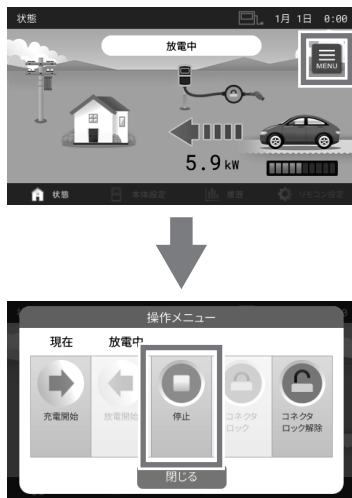 状態 1月 1日 0:00
放電中
MENU
5.9 kW
状態 本体設定 履歴 リモコン設定
操作メニュー
現在 放電中
充電開始 放電開始 停止 コネクタ コネクタ
ロック ロック解除
閉じる